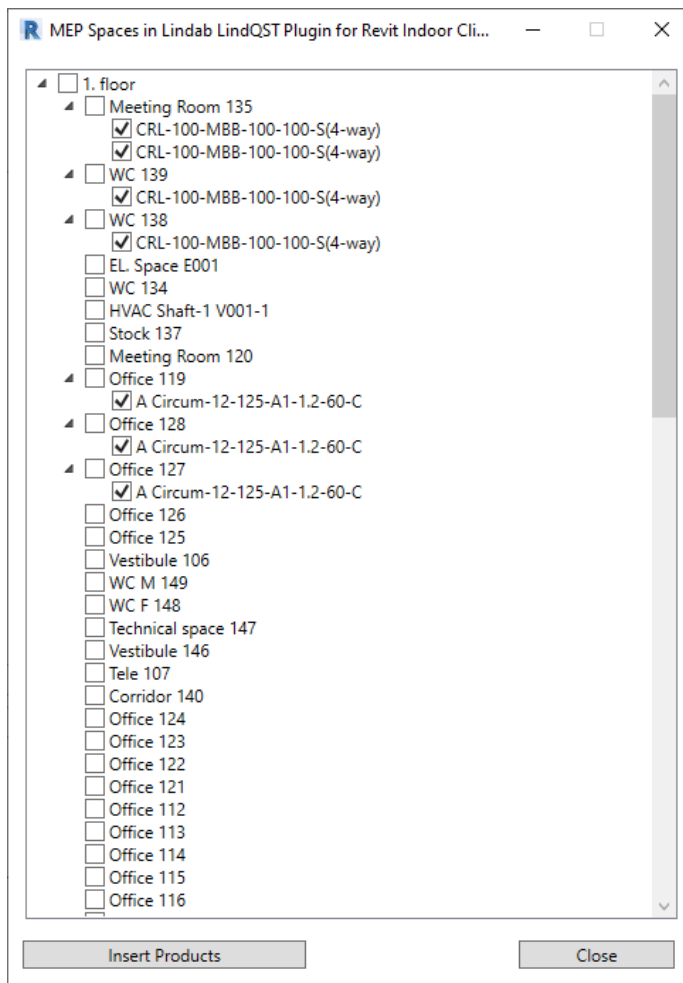 MEP Spaces in Lindab LindQST Plugin for Revit Indoor Cli...
1. floor
Meeting Room 135
CRL-100-MBB-100-100-S(4-way)
CRL-100-MBB-100-100-S(4-way)
WC 139
CRL-100-MBB-100-100-S(4-way)
WC 138
CRL-100-MBB-100-100-S(4-way)
EL. Space E001
WC 134
HVAC Shaft-1 V001-1
Stock 137
Meeting Room 120
Office 119
A Circum-12-125-A1-1.2-60-C
Office 128
A Circum-12-125-A1-1.2-60-C
Office 127
A Circum-12-125-A1-1.2-60-C
Office 126
Office 125
Vestibule 106
WC M 149
WC F 148
Technical space 147
Vestibule 146
Tele 107
Corridor 140
Office 124
Office 123
Office 122
Office 121
Office 112
Office 113
Office 114
Office 115
Office 116
Insert Products
Close